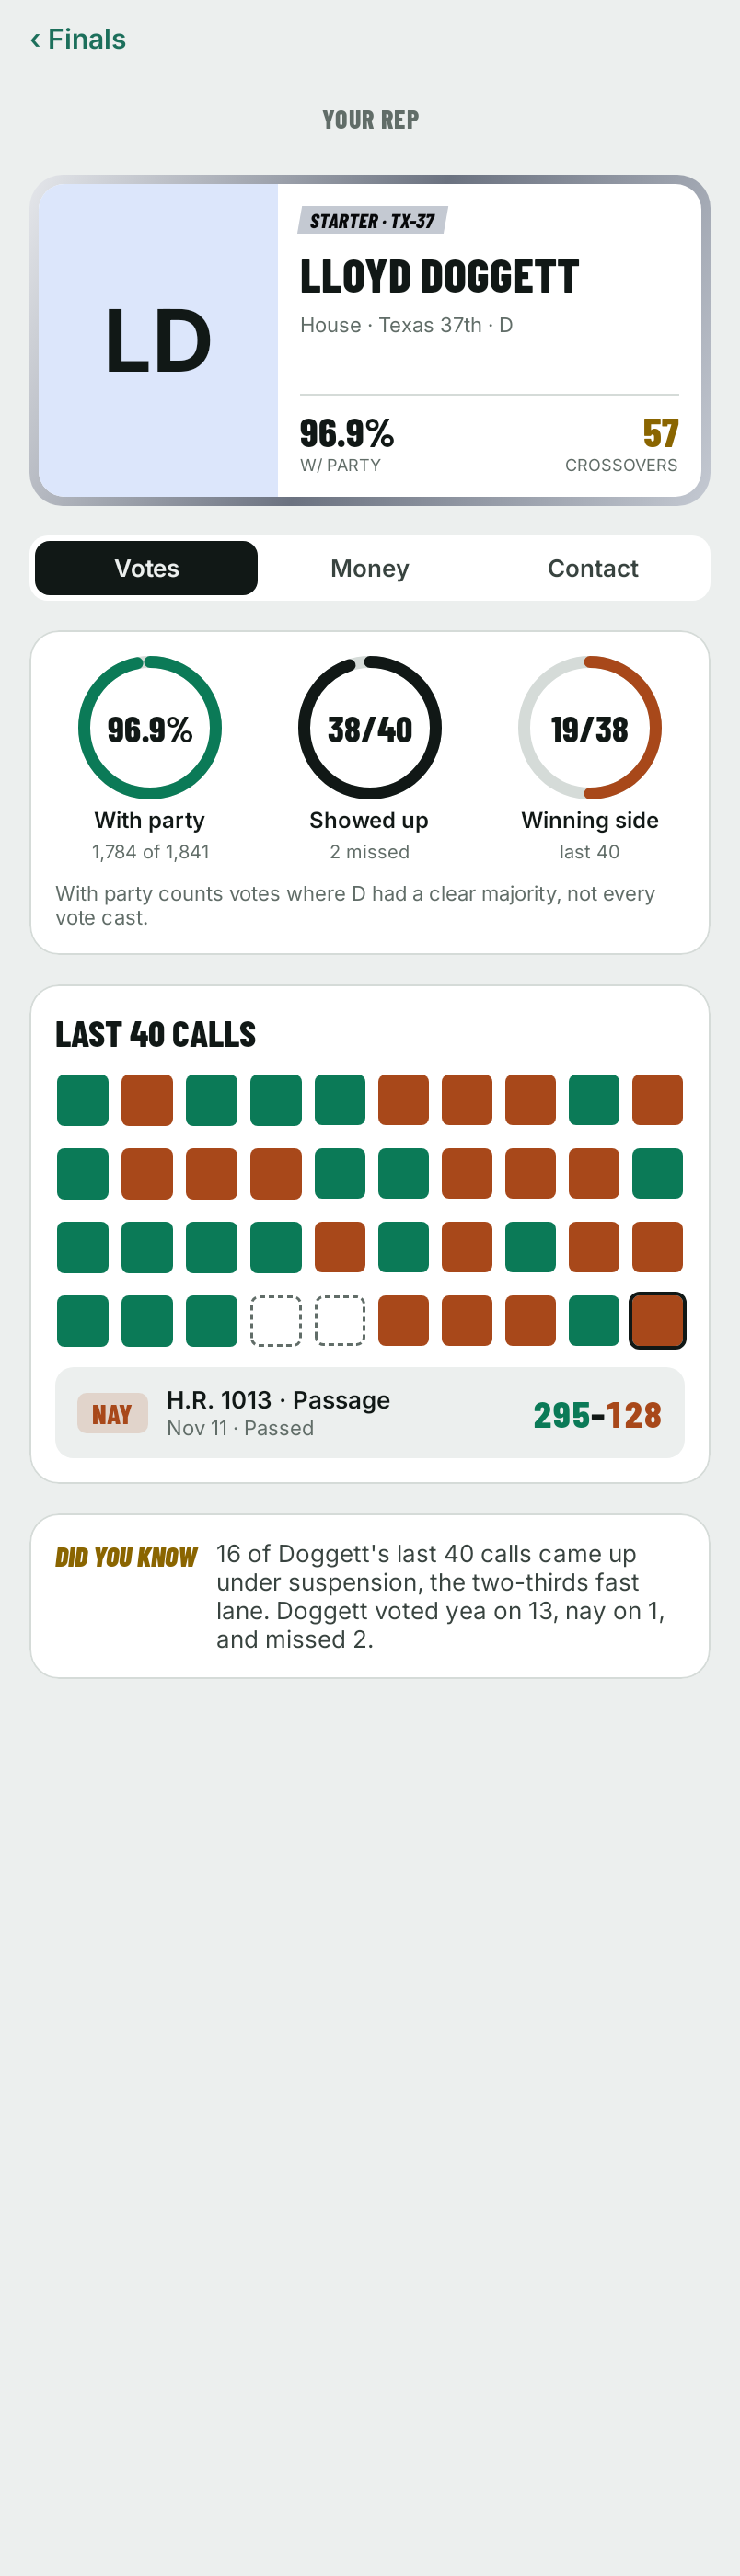 ‹ Finals
YOUR REP
LD
STARTER · TX-37
LLOYD DOGGETT
House · Texas 37th · D
96.9%
W/ PARTY
57
CROSSOVERS
Votes
Money
Contact
96.9%
With party
1,784 of 1,841
38/40
Showed up
2 missed
19/38
Winning side
last 40
With party counts votes where D had a clear majority, not every
vote cast.
LAST 40 CALLS
NAY
H.R. 1013 · Passage
Nov 11 · Passed
295-128
DID YOU KNOW
16 of Doggett's last 40 calls came up
under suspension, the two-thirds fast
lane. Doggett voted yea on 13, nay on 1,
and missed 2.